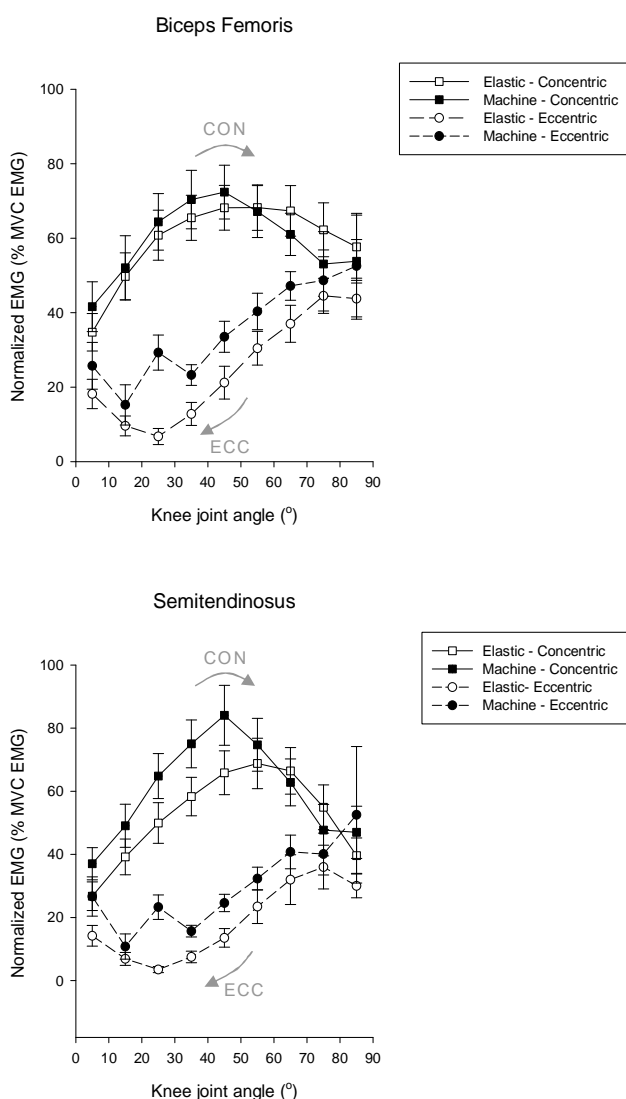 Biceps Femoris
Elastic - Concentric
Machine - Concentric
Elastic - Eccentric
Machine - Eccentric
100
80
60
40
20
0
Normalized EMG (% MVC EMG)
CON
ECC
0 10 20 30 40 50 60 70 80 90
Knee joint angle (º)
Semitendinosus
Elastic - Concentric
Machine - Concentric
Elastic- Eccentric
Machine - Eccentric
100
80
60
40
20
0
Normalized EMG (% MVC EMG)
CON
ECC
0 10 20 30 40 50 60 70 80 90
Knee joint angle (º)